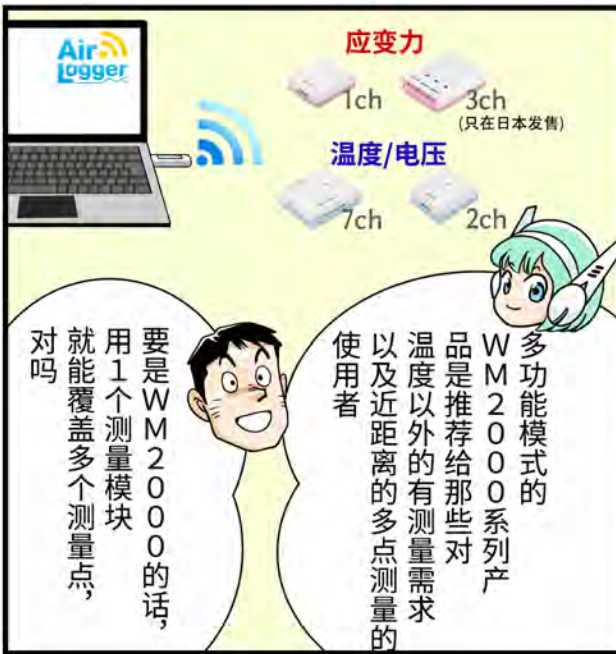 Air
Logger
应变力
1ch
3ch
(只在日本发售)
温度/电压
7ch
2ch
多功能模式的
WM2000系列产
品是推荐给那些对
温度以外的有测量需求
以及近距离的多点测量的
使用者
要是WM2000的话，
用1个测量模块
就能覆盖多个测量点，
对吗